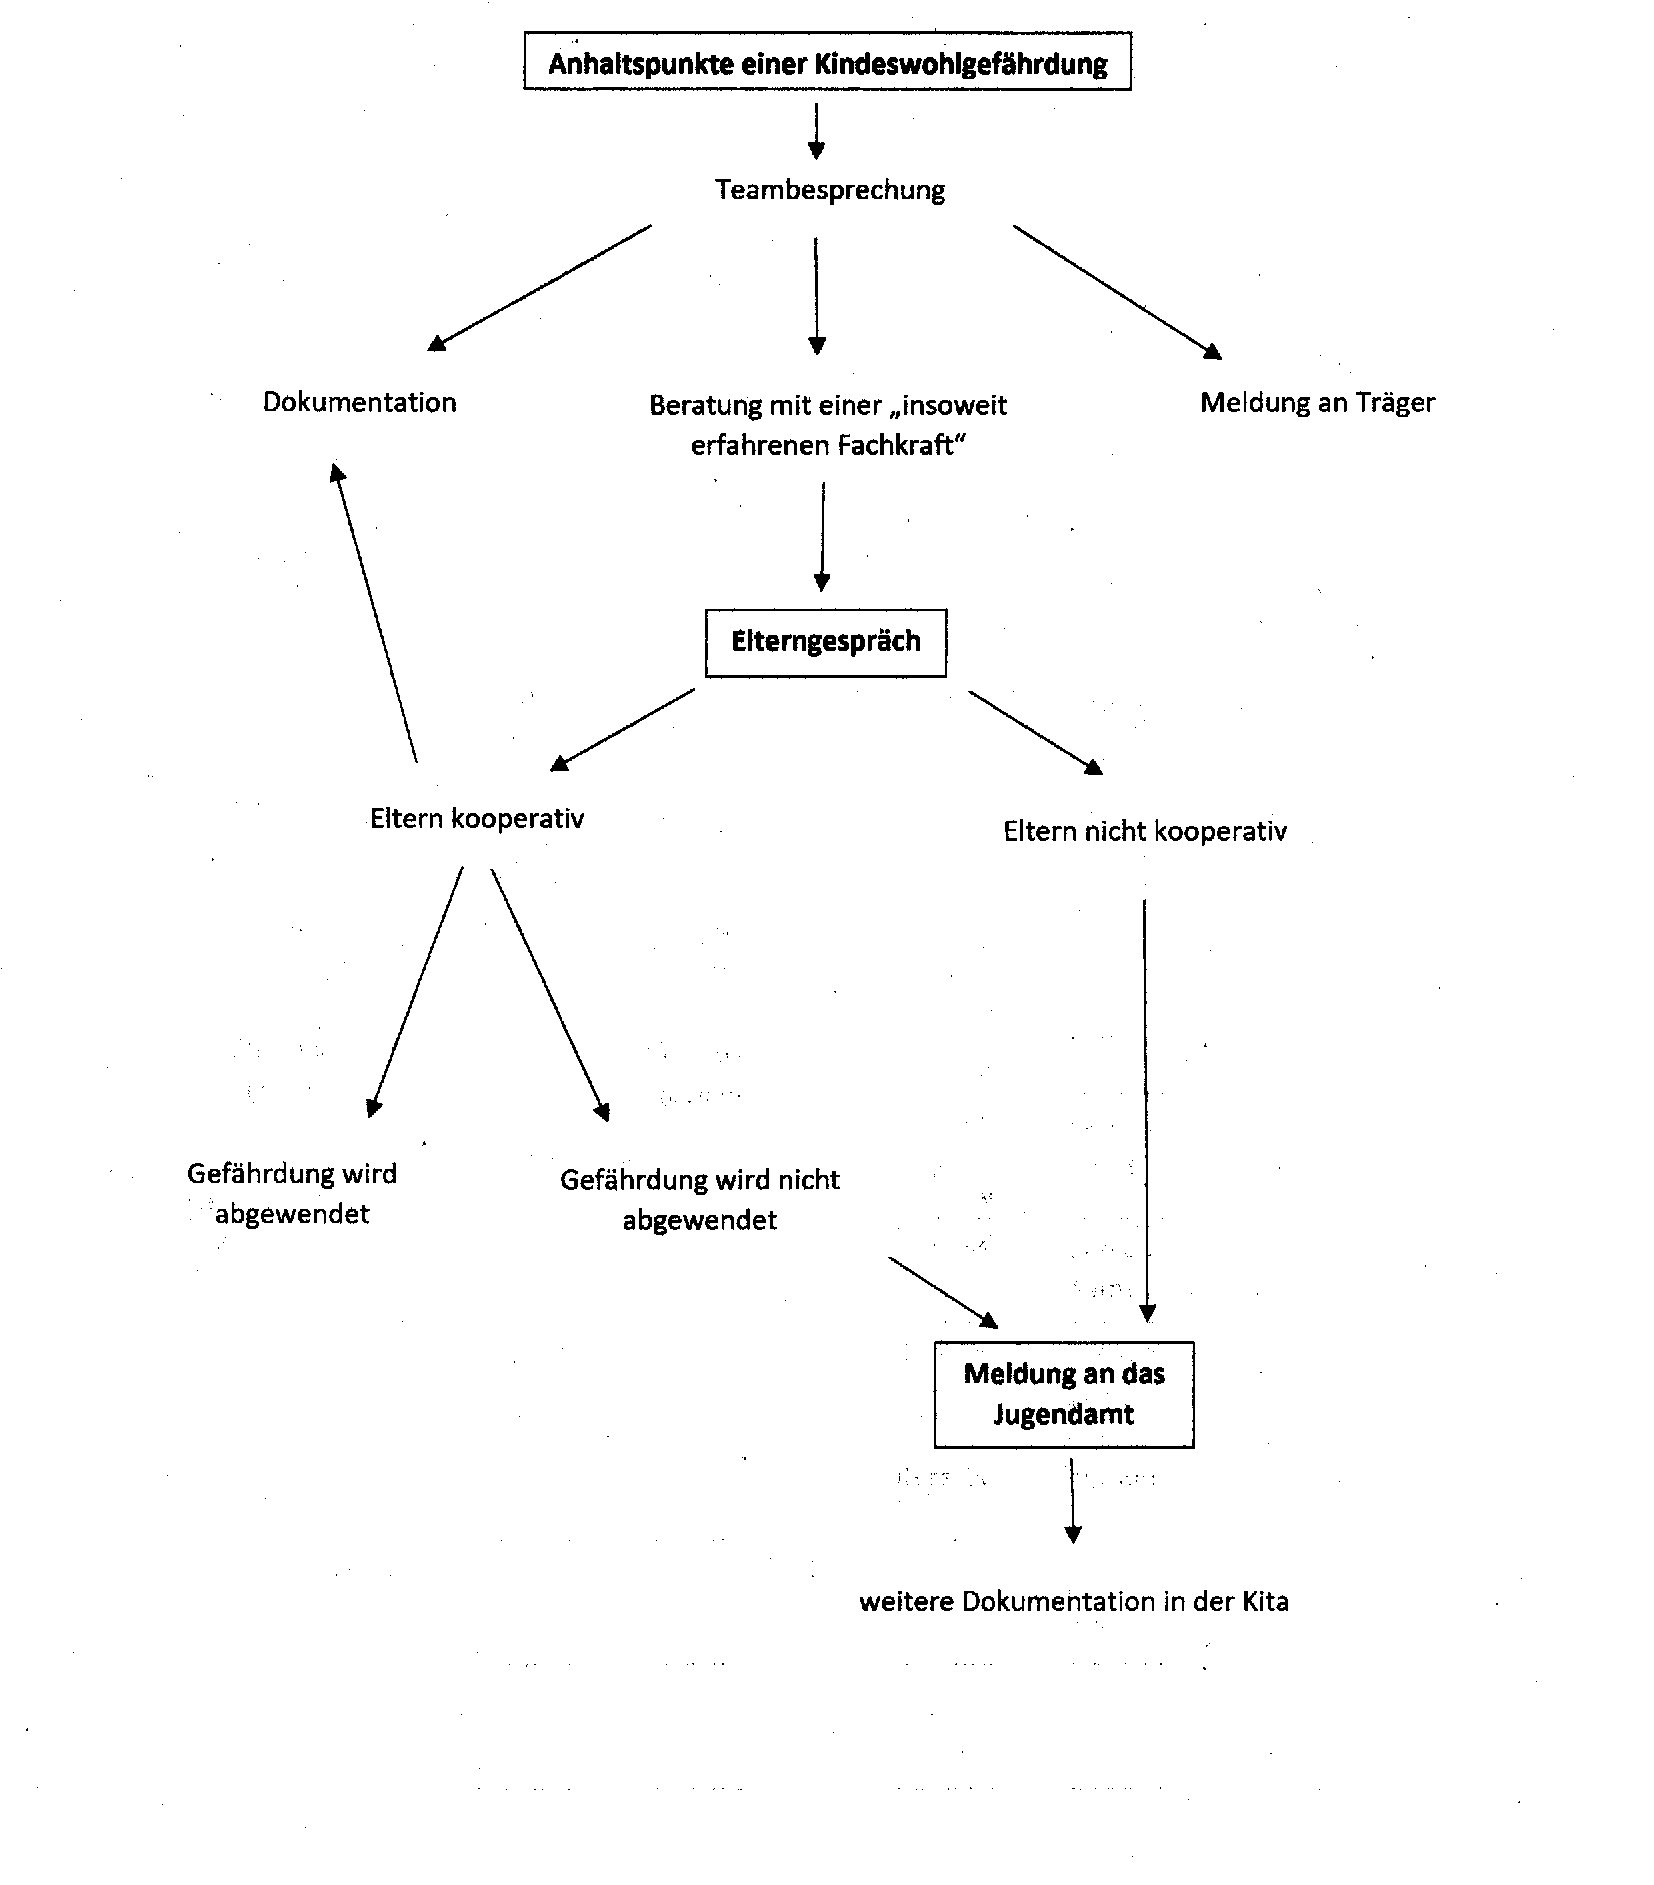 Anhaltspunkte einer Kindeswohlgefährdung
Teambesprechung
Dokumentation
Beratung mit einer „insoweit
erfahrenen Fachkraft“
Meldung an Träger
Elterngespräch
Eltern kooperativ
Eltern nicht kooperativ
Gefährdung wird
abgewendet
Gefährdung wird nicht
abgewendet
Meldung an das
Jugendamt
weitere Dokumentation in der Kita